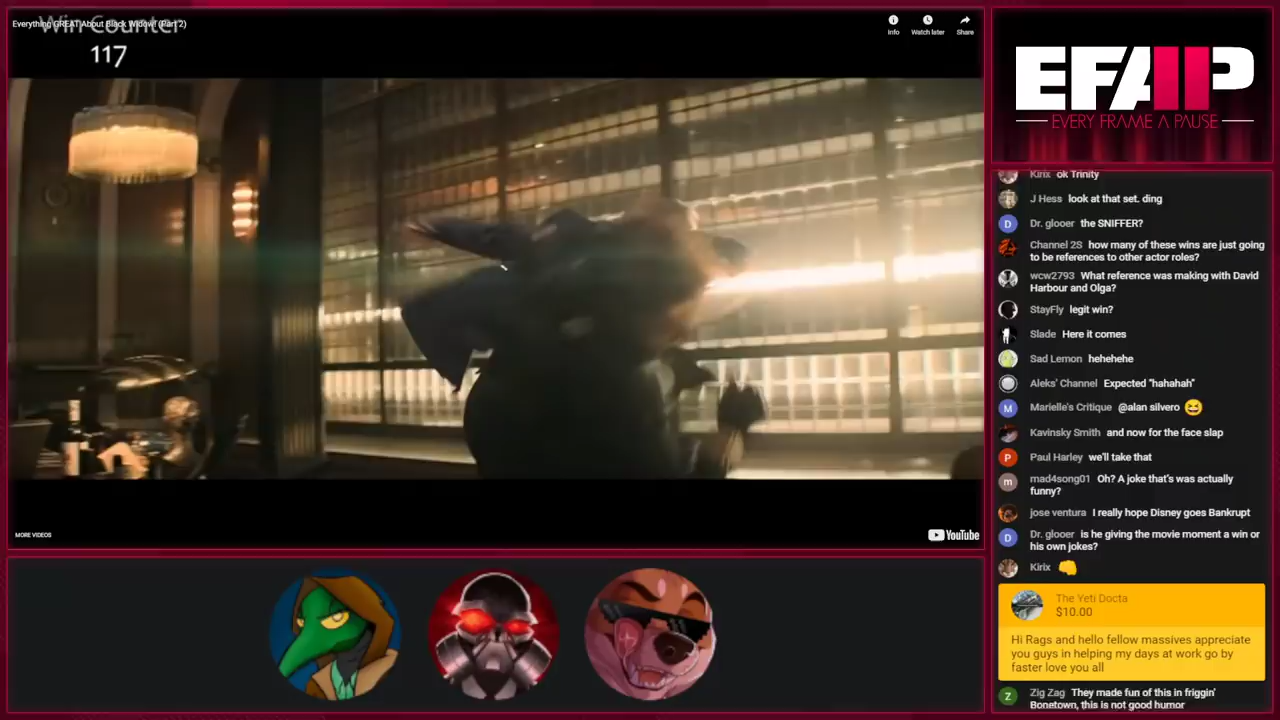 Everything GREAT About Black Widow! (Part 2)
Win Counter
117
Info
Watch later
Share
MORE VIDEOS
YouTube
EFAP
EVERY FRAME A PAUSE
Kirix ok Trinity
J Hess look at that set. ding
Dr. glooer the SNIFFER?
Channel 2S how many of these wins are just going
to be references to other actor roles?
wcw2793 What reference was making with David
Harbour and Olga?
StayFly legit win?
Slade Here it comes
Sad Lemon hehehehe
Aleks' Channel Expected "hahahah"
Marielle's Critique @alan silvero 😆
Kavinsky Smith and now for the face slap
Paul Harley we'll take that
mad4song01 Oh? A joke that's was actually
funny?
jose ventura I really hope Disney goes Bankrupt
Dr. glooer is he giving the movie moment a win or
his own jokes?
Kirix 👊
The Yeti Docta
$10.00
Hi Rags and hello fellow massives appreciate
you guys in helping my days at work go by
faster love you all
Zig Zag They made fun of this in friggin'
Bonetown, this is not good humor